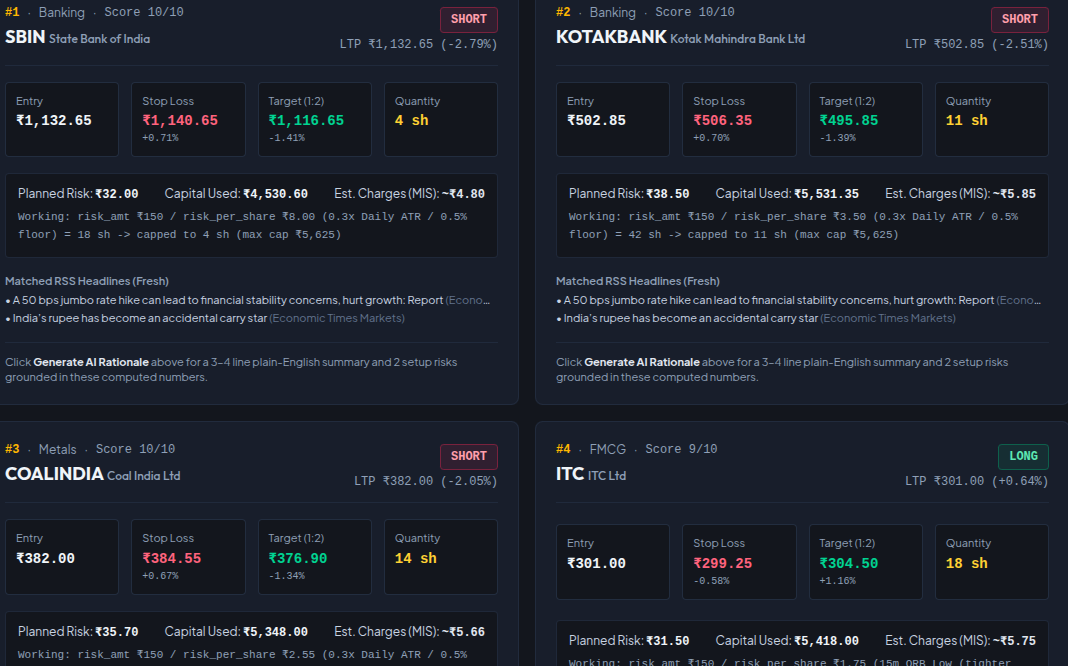 #1 · Banking · Score 10/10
SHORT
SBIN State Bank of India
LTP ₹1,132.65 (-2.79%)
Entry
₹1,132.65
Stop Loss
₹1,140.65
+0.71%
Target (1:2)
₹1,116.65
-1.41%
Quantity
4 sh
Planned Risk: ₹32.00 Capital Used: ₹4,530.60 Est. Charges (MIS): ~₹4.80
Working: risk_amt ₹150 / risk_per_share ₹8.00 (0.3x Daily ATR / 0.5%
floor) = 18 sh -> capped to 4 sh (max cap ₹5,625)
Matched RSS Headlines (Fresh)
• A 50 bps jumbo rate hike can lead to financial stability concerns, hurt growth: Report (Econo...
• India's rupee has become an accidental carry star (Economic Times Markets)
Click Generate AI Rationale above for a 3–4 line plain-English summary and 2 setup risks
grounded in these computed numbers.
#2 · Banking · Score 10/10
SHORT
KOTAKBANK Kotak Mahindra Bank Ltd
LTP ₹502.85 (-2.51%)
Entry
₹502.85
Stop Loss
₹506.35
+0.70%
Target (1:2)
₹495.85
-1.39%
Quantity
11 sh
Planned Risk: ₹38.50 Capital Used: ₹5,531.35 Est. Charges (MIS): ~₹5.85
Working: risk_amt ₹150 / risk_per_share ₹3.50 (0.3x Daily ATR / 0.5%
floor) = 42 sh -> capped to 11 sh (max cap ₹5,625)
Matched RSS Headlines (Fresh)
• A 50 bps jumbo rate hike can lead to financial stability concerns, hurt growth: Report (Econo...
• India's rupee has become an accidental carry star (Economic Times Markets)
Click Generate AI Rationale above for a 3–4 line plain-English summary and 2 setup risks
grounded in these computed numbers.
#3 · Metals · Score 10/10
SHORT
COALINDIA Coal India Ltd
LTP ₹382.00 (-2.05%)
Entry
₹382.00
Stop Loss
₹384.55
+0.67%
Target (1:2)
₹376.90
-1.34%
Quantity
14 sh
Planned Risk: ₹35.70 Capital Used: ₹5,348.00 Est. Charges (MIS): ~₹5.66
Working: risk_amt ₹150 / risk_per_share ₹2.55 (0.3x Daily ATR / 0.5%
#4 · FMCG · Score 9/10
LONG
ITC ITC Ltd
LTP ₹301.00 (+0.64%)
Entry
₹301.00
Stop Loss
₹299.25
-0.58%
Target (1:2)
₹304.50
+1.16%
Quantity
18 sh
Planned Risk: ₹31.50 Capital Used: ₹5,418.00 Est. Charges (MIS): ~₹5.75
Working: risk_amt ₹150 / risk_per_share ₹1.75 (15m ORB Low (tighter